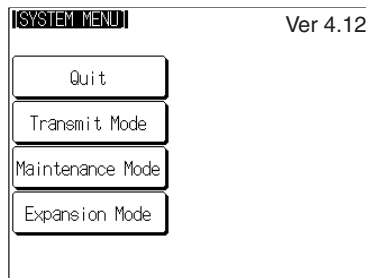 [SYSTEM MENU]
Ver 4.12
Quit
Transmit Mode
Maintenance Mode
Expansion Mode